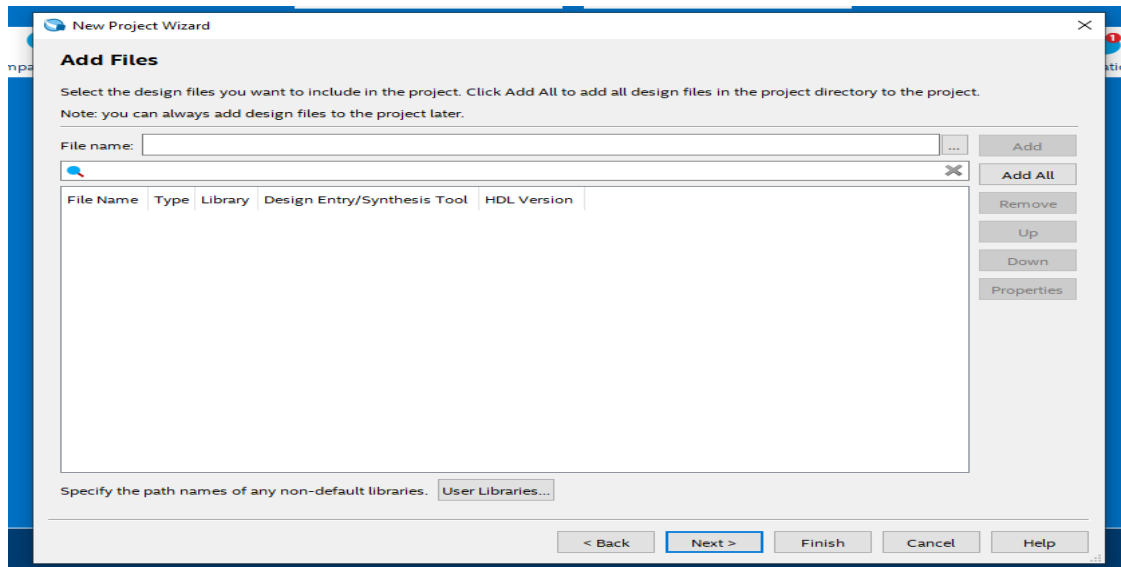 New Project Wizard
Add Files
Select the design files you want to include in the project. Click Add All to add all design files in the project directory to the project.
Note: you can always add design files to the project later.
File name: ... Add
Add All
File Name Type Library Design Entry/Synthesis Tool HDL Version
Remove
Up
Down
Properties
Specify the path names of any non-default libraries. User Libraries...
< Back Next > Finish Cancel Help
1